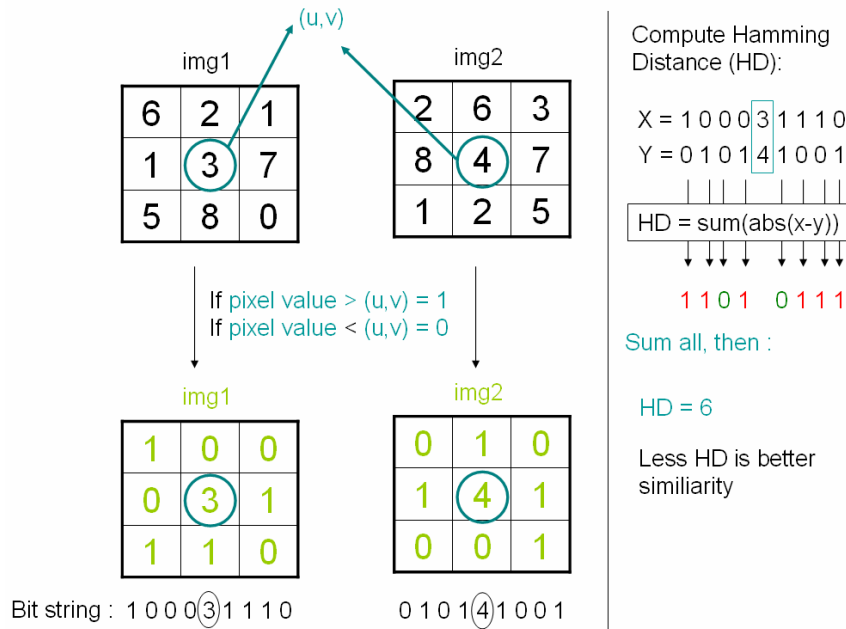 (u,v)
img1
6 2 1
1 3 7
5 8 0
img2
2 6 3
8 4 7
1 2 5
If pixel value > (u,v) = 1
If pixel value < (u,v) = 0
img1
1 0 0
0 3 1
1 1 0
img2
0 1 0
1 4 1
0 0 1
Bit string : 1 0 0 0 3 1 1 1 0
0 1 0 1 4 1 0 0 1
Compute Hamming
Distance (HD):
X = 1 0 0 0 3 1 1 1 0
Y = 0 1 0 1 4 1 0 0 1
HD = sum(abs(x-y))
1 1 0 1 0 1 1 1
Sum all, then :
HD = 6
Less HD is better
similiarity